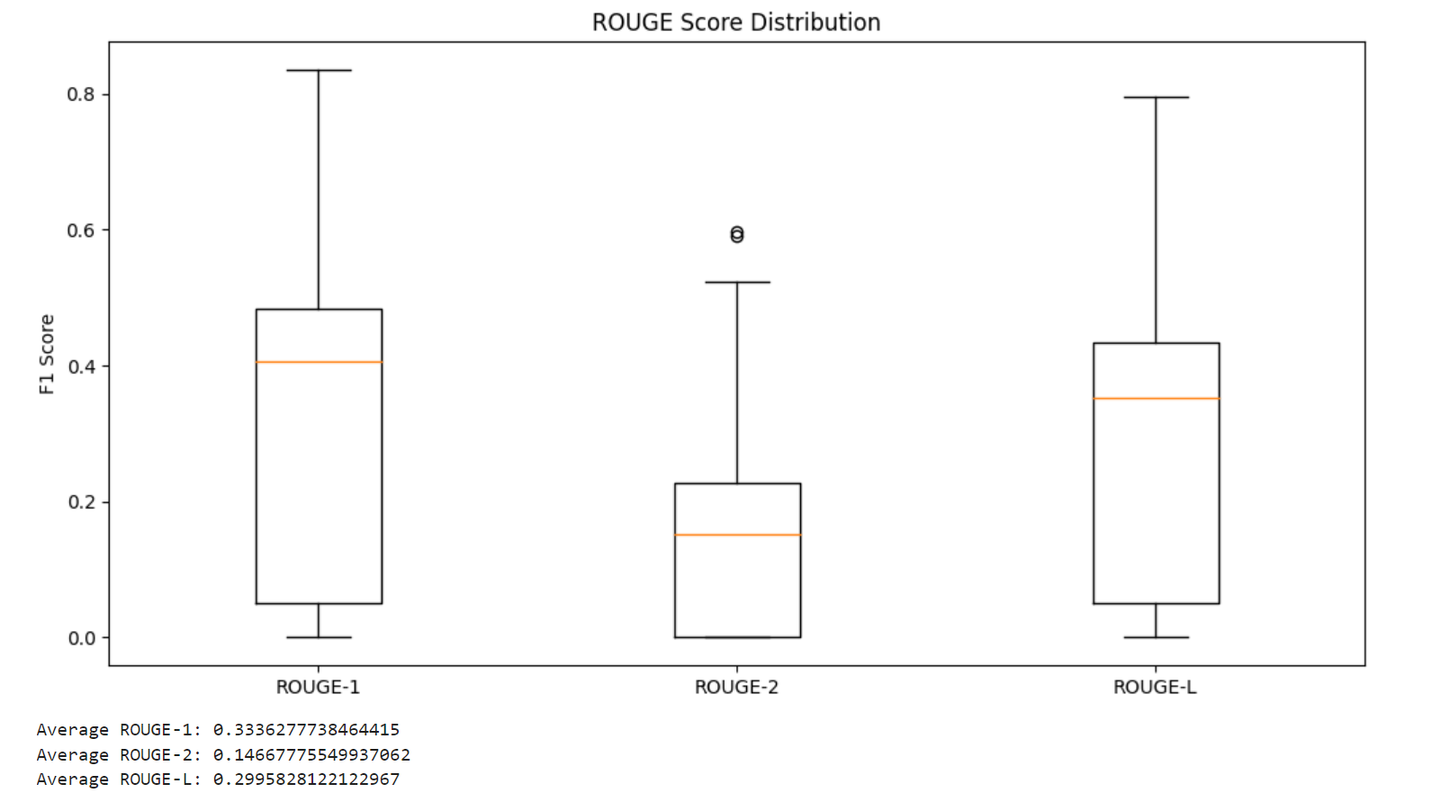 ROUGE Score Distribution
F1 Score
0.8
0.6
0.4
0.2
0.0
ROUGE-1 ROUGE-2 ROUGE-L
Average ROUGE-1: 0.3336277738464415
Average ROUGE-2: 0.14667775549937062
Average ROUGE-L: 0.2995828122122967